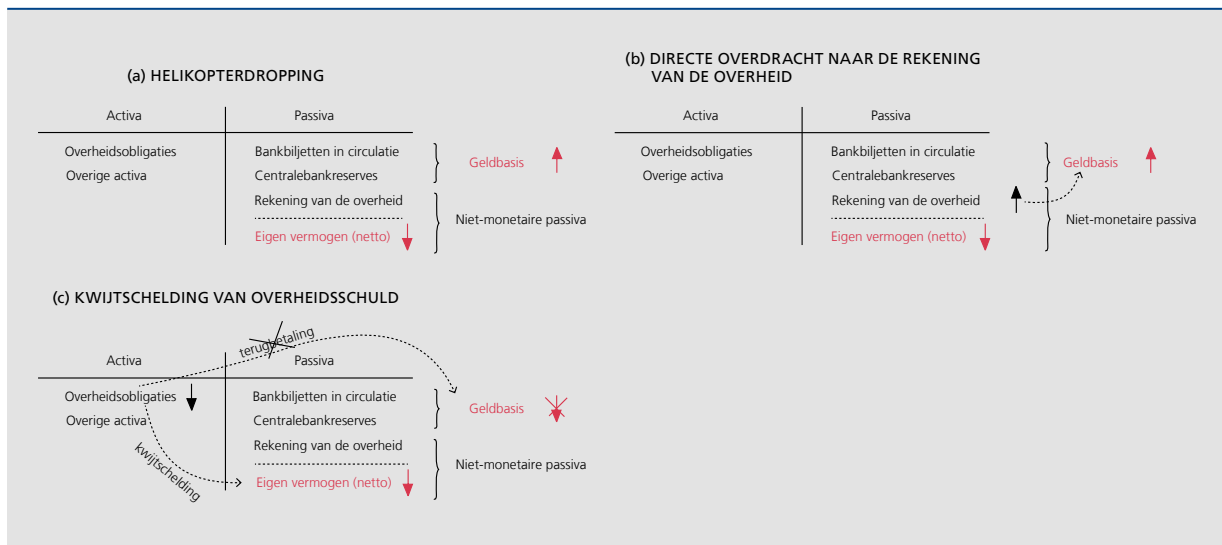 (a) HELIKOPTERDROPPING
Activa Passiva
Overheidsobligaties Bankbiljetten in circulatie
Geldbasis
Overige activa Centralebankreserves
Rekening van de overheid
Niet-monetaire passiva
Eigen vermogen (netto)
(b) DIRECTE OVERDRACHT NAAR DE REKENING
VAN DE OVERHEID
Activa Passiva
Overheidsobligaties Bankbiljetten in circulatie
Geldbasis
Overige activa Centralebankreserves
Rekening van de overheid
Niet-monetaire passiva
Eigen vermogen (netto)
(c) KWIJTSCHELDING VAN OVERHEIDSSCHULD
terugbetaling
Activa Passiva
Overheidsobligaties Bankbiljetten in circulatie
Geldbasis
Overige activa Centralebankreserves
Rekening van de overheid
kwijtschelding
Niet-monetaire passiva
Eigen vermogen (netto)